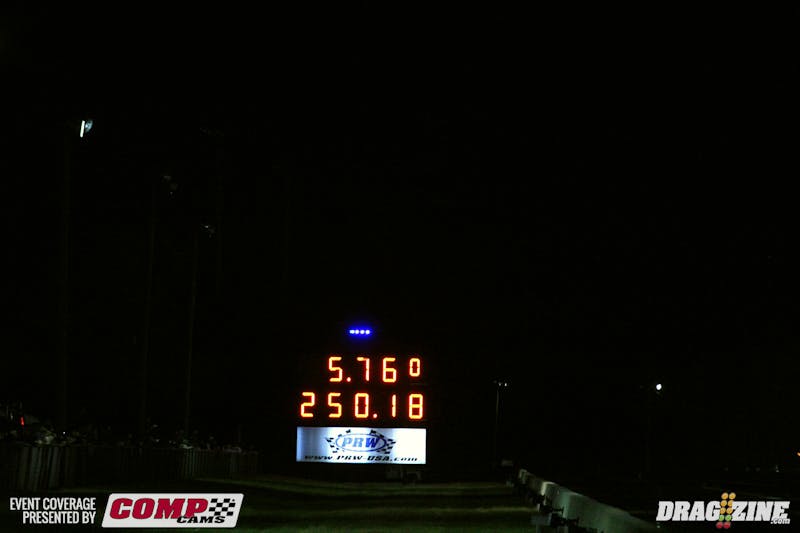 5.760
250.18
PRW
www.PRW-USA.com
EVENT COVERAGE
PRESENTED BY
COMP
CAMS
DRAGZINE
.com